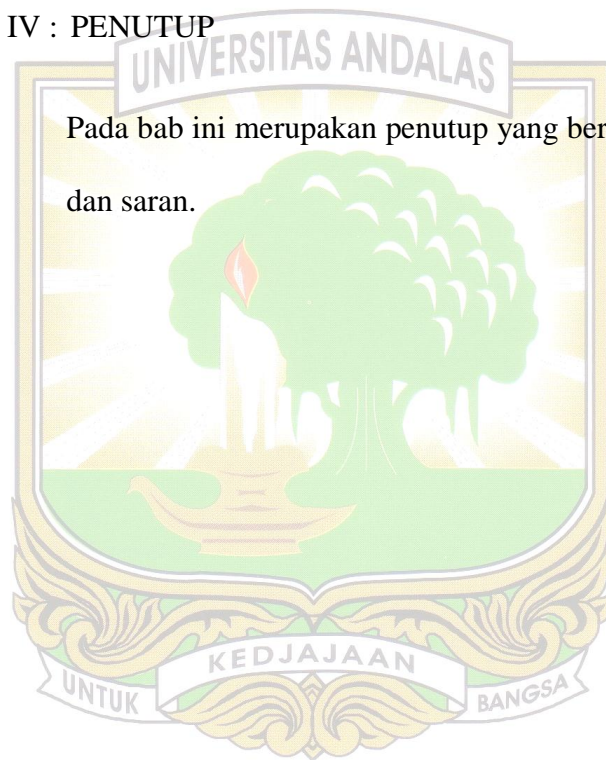 IV : PENUTUP
UNIVERSITAS ANDALAS
Pada bab ini merupakan penutup yang ber
dan saran.
KEDJAJAAN
UNTUK BANGSA